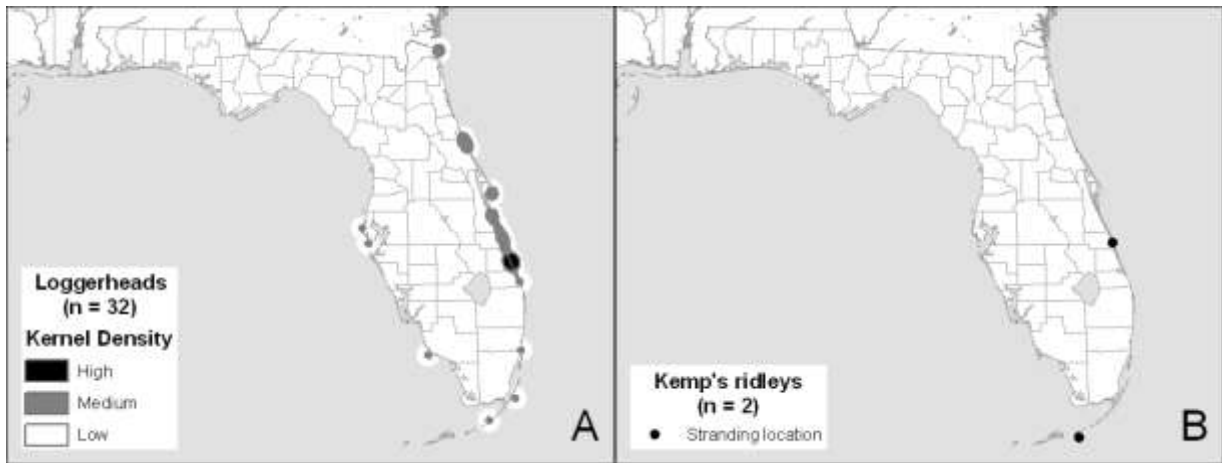 Loggerheads
(n = 32)
Kernel Density
High
Medium
Low
A
Kemp's ridleys
(n = 2)
Stranding location
B